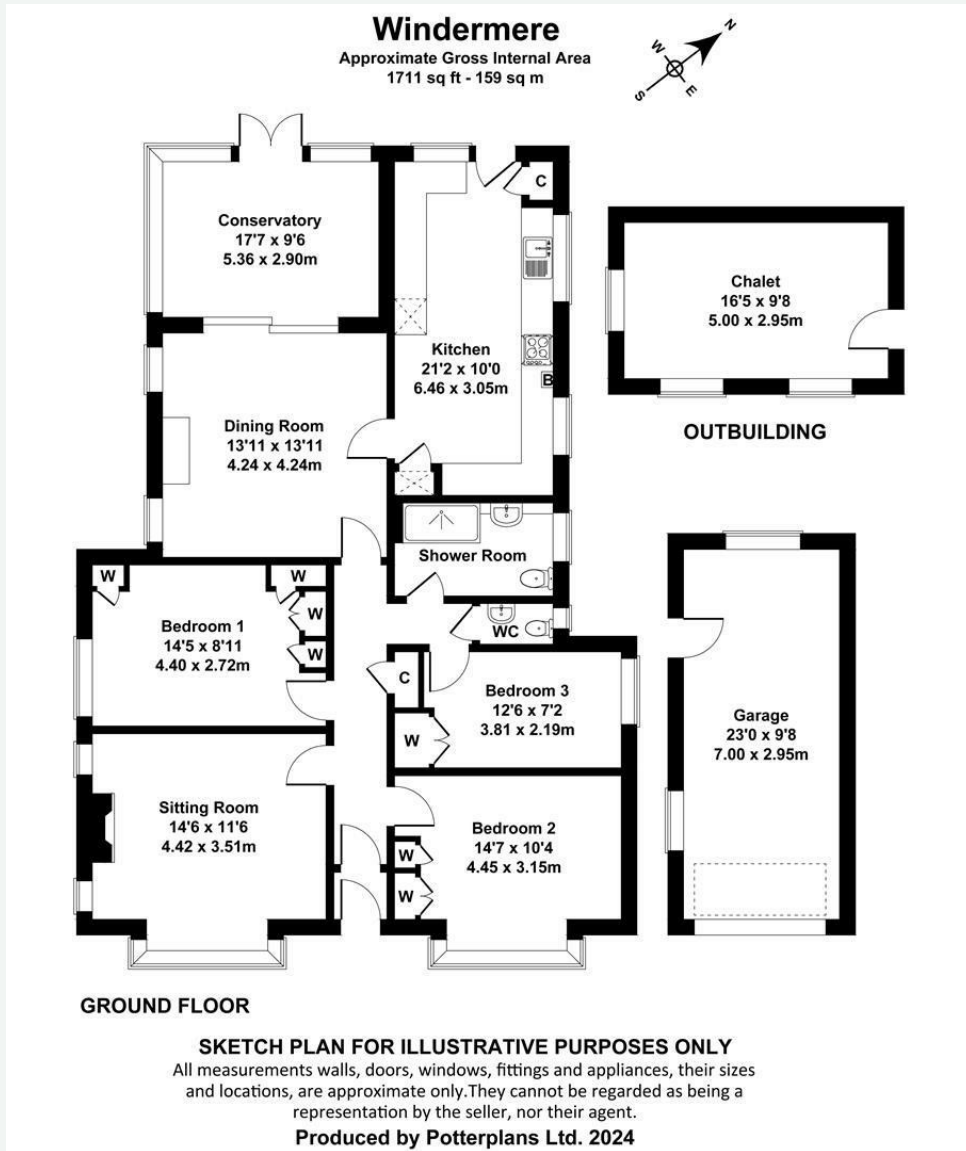 Windermere
Approximate Gross Internal Area
1711 sq ft - 159 sq m
N
W
E
S
Conservatory
17'7 x 9'6
5.36 x 2.90m
C
Kitchen
21'2 x 10'0
6.46 x 3.05m
B
Dining Room
13'11 x 13'11
4.24 x 4.24m
Chalet
16'5 x 9'8
5.00 x 2.95m
OUTBUILDING
Shower Room
WC
W
W
W
W
Bedroom 1
14'5 x 8'11
4.40 x 2.72m
C
W
Bedroom 3
12'6 x 7'2
3.81 x 2.19m
Garage
23'0 x 9'8
7.00 x 2.95m
Sitting Room
14'6 x 11'6
4.42 x 3.51m
Bedroom 2
14'7 x 10'4
4.45 x 3.15m
W
W
GROUND FLOOR
SKETCH PLAN FOR ILLUSTRATIVE PURPOSES ONLY
All measurements walls, doors, windows, fittings and appliances, their sizes
and locations, are approximate only.They cannot be regarded as being a
representation by the seller, nor their agent.
Produced by Potterplans Ltd. 2024